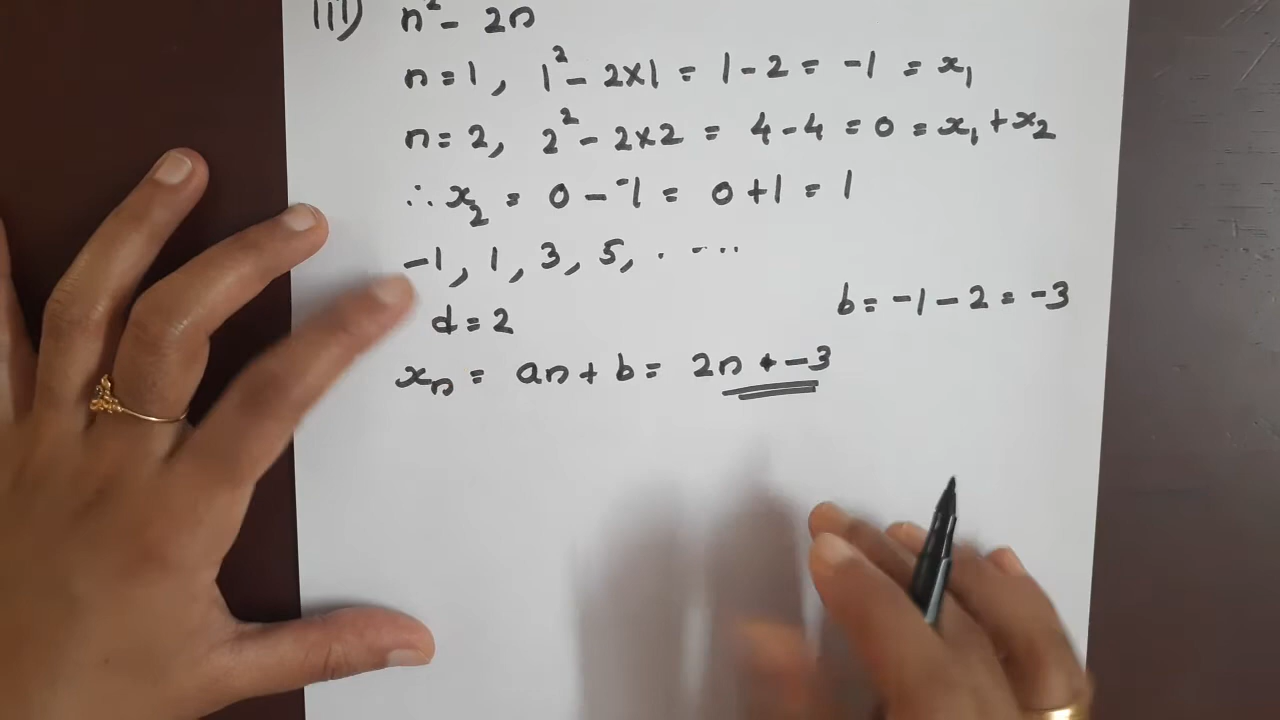 iii) n² - 2n
n = 1, 1² - 2×1 = 1 - 2 = -1 = x₁
n = 2, 2² - 2×2 = 4 - 4 = 0 = x₁ + x₂
∴ x₂ = 0 - -1 = 0 + 1 = 1
-1, 1, 3, 5, .....
d = 2
b = -1 - 2 = -3
xₙ = an + b = 2n + -3